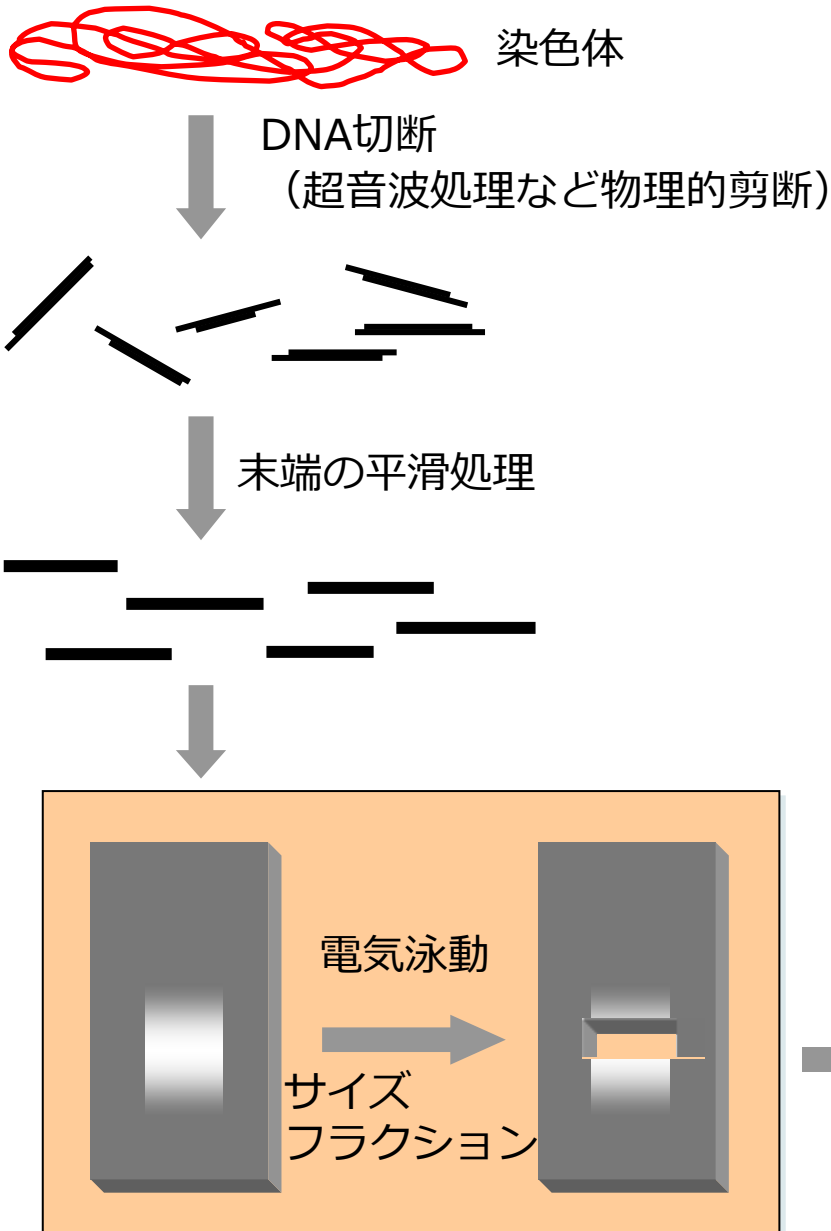 染色体
DNA切断
（超音波処理など物理的剪断）
末端の平滑処理
電気泳動
サイズ
フラクション